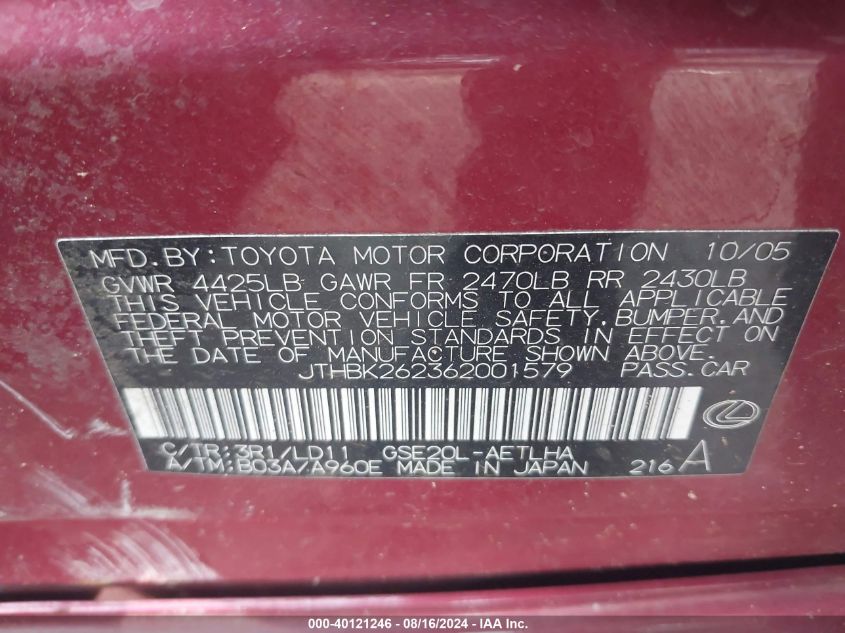 MFD. BY: TOYOTA MOTOR CORPORATION 10/05
GVWR 4425LB GAWR FR 2470LB RR 2430LB
THIS VEHICLE CONFORMS TO ALL APPLICABLE
FEDERAL MOTOR VEHICLE SAFETY, BUMPER, AND
THEFT PREVENTION STANDARDS IN EFFECT ON
THE DATE OF MANUFACTURE SHOWN ABOVE.
JTHBK262362001579 PASS. CAR
C/TR: 3R1/LD11 GSE20L-AETLHA
A/TM: B03A/A960E MADE IN JAPAN 216 A
000-40121246 - 08/16/2024 - IAA Inc.